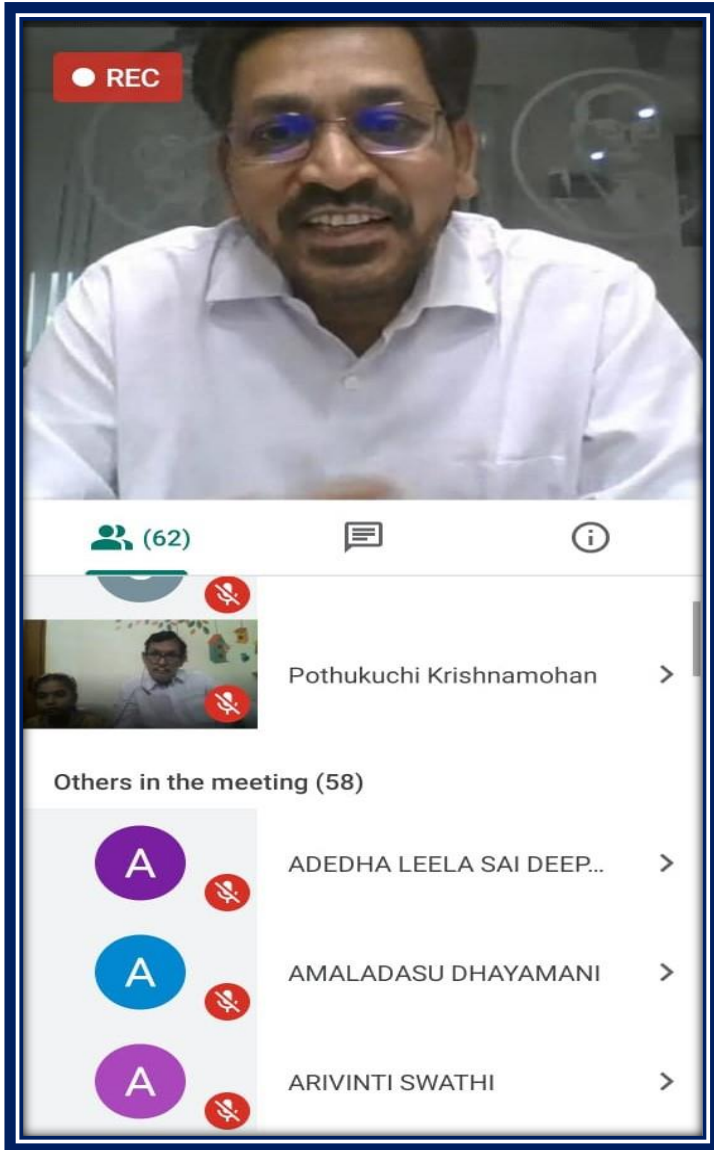 REC
(62)
Pothukuchi Krishnamohan
Others in the meeting (58)
A
ADEDHA LEELA SAI DEEP...
A
AMALADASU DHAYAMANI
A
ARIVINTI SWATHI